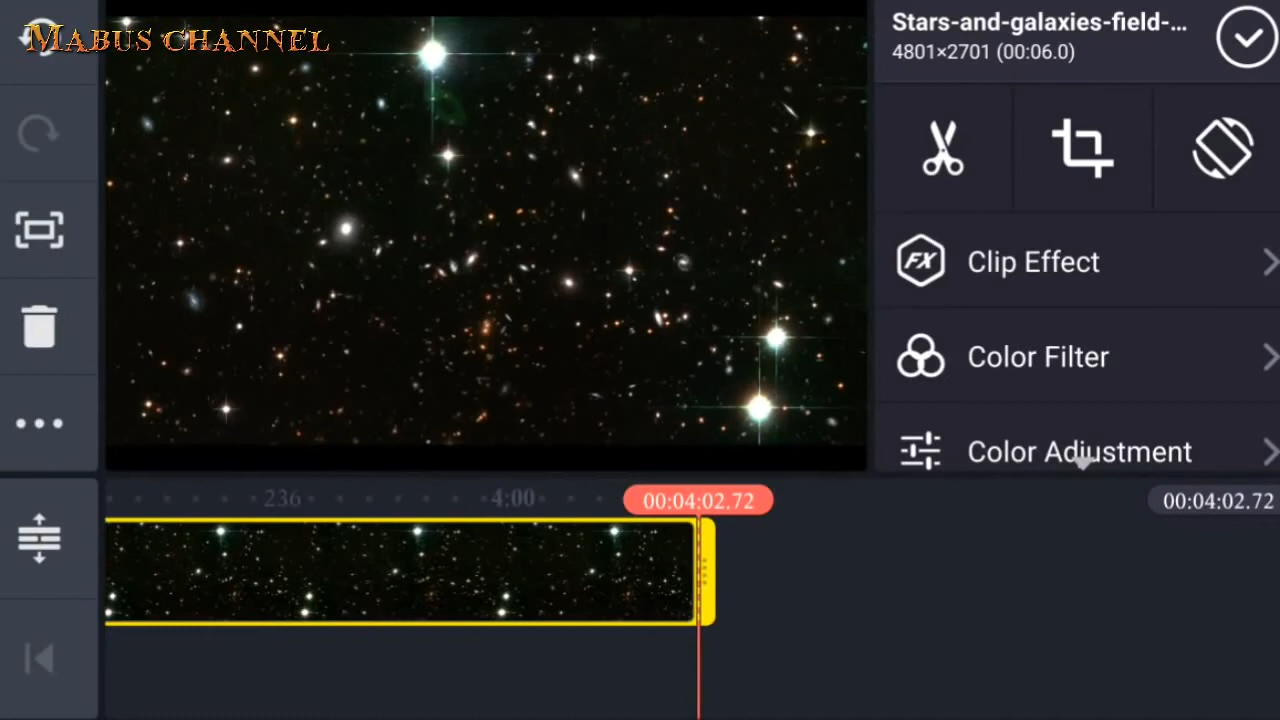 MABUS CHANNEL
Stars-and-galaxies-field-...
4801×2701 (00:06.0)
FX Clip Effect
Color Filter
Color Adjustment
236
4:00
00:04:02.72
00:04:02.72